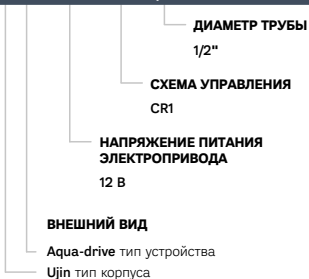 ДИАМЕТР ТРУБЫ
1/2"
СХЕМА УПРАВЛЕНИЯ
CR1
НАПРЯЖЕНИЕ ПИТАНИЯ
ЭЛЕКТРОПРИВОДА
12 В
ВНЕШНИЙ ВИД
Aqua-drive тип устройства
Ujin тип корпуса